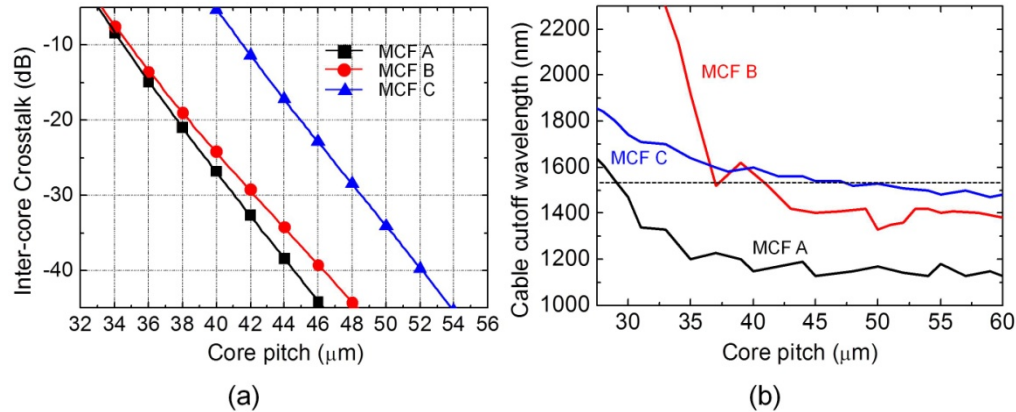 Inter-core Crosstalk (dB)
-10
-20
-30
-40
32 34 36 38 40 42 44 46 48 50 52 54 56
Core pitch (μm)
MCF A
MCF B
MCF C
(a)
Cable cutoff wavelength (nm)
2200
2000
1800
1600
1400
1200
1000
30 35 40 45 50 55 60
Core pitch (μm)
MCF B
MCF C
MCF A
(b)